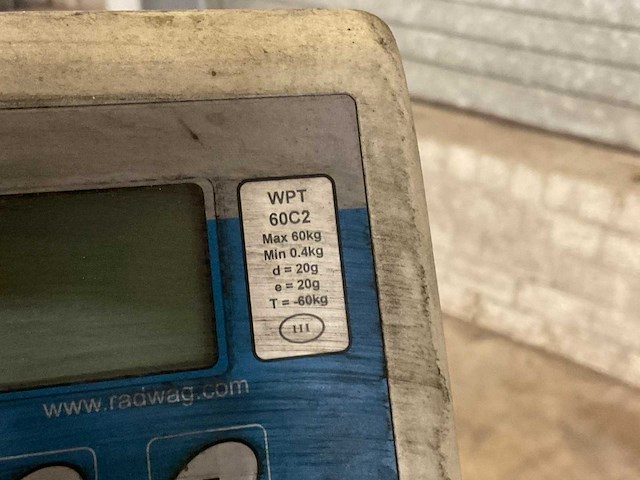 WPT
60C2
Max 60kg
Min 0.4kg
d = 20g
e = 20g
T = -60kg
III
www.radwag.com